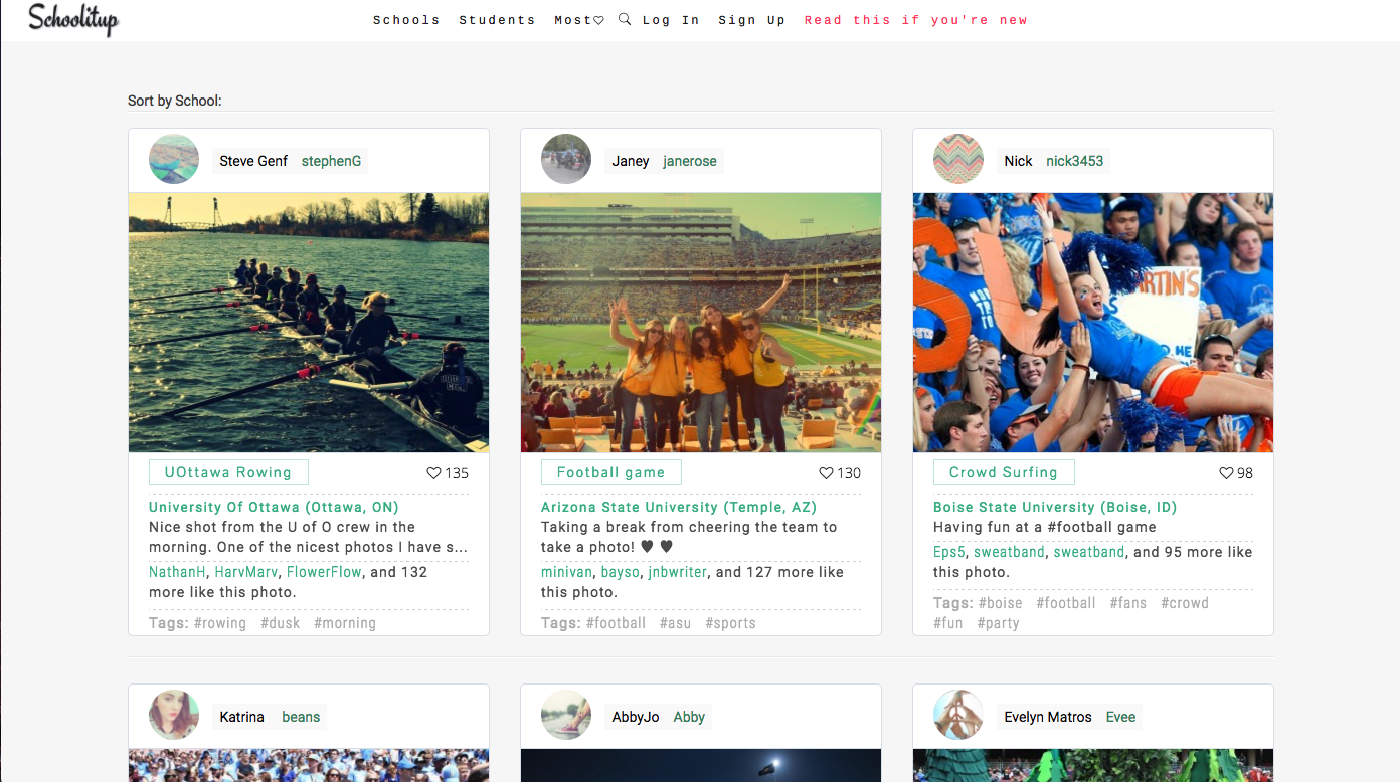 Schoolitup
Schools Students Most♡ Log In Sign Up Read this if you're new
Sort by School:
Steve Genf stephenG
UOttawa Rowing ♡ 135
University Of Ottawa (Ottawa, ON)
Nice shot from the U of O crew in the
morning. One of the nicest photos I have s...
NathanH, HarvMarv, FlowerFlow, and 132
more like this photo.
Tags: #rowing #dusk #morning
Janey janerose
Football game ♡ 130
Arizona State University (Temple, AZ)
Taking a break from cheering the team to
take a photo! ♥ ♥
minivan, bayso, jnbwriter, and 127 more like
this photo.
Tags: #football #asu #sports
Nick nick3453
SU
MARTIN'S
HE
Crowd Surfing ♡ 98
Boise State University (Boise, ID)
Having fun at a #football game
Eps5, sweatband, sweatband, and 95 more like
this photo.
Tags: #boise #football #fans #crowd
#fun #party
Katrina beans
AbbyJo Abby
Evelyn Matros Evee